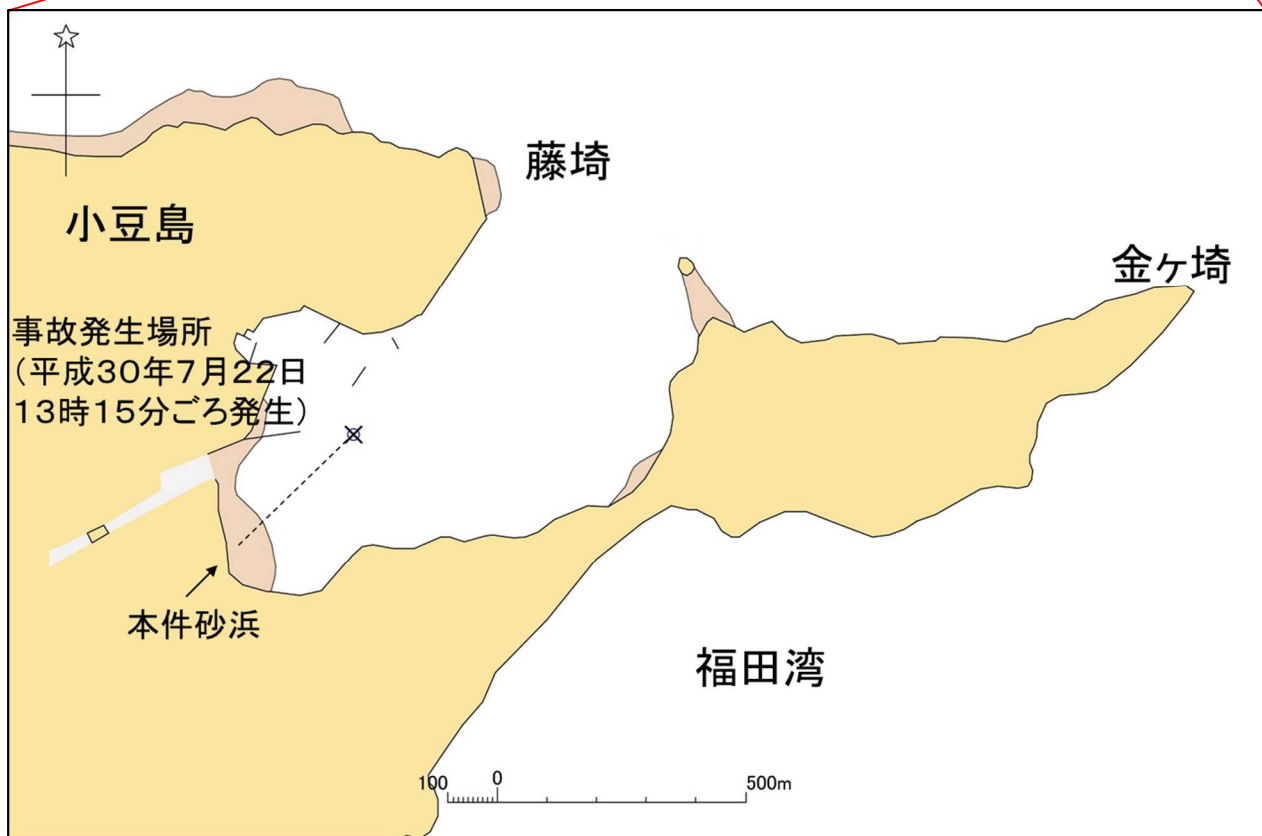 藤埼
小豆島
金ヶ埼
事故発生場所
(平成30年7月22日
13時15分ごろ発生)
本件砂浜
福田湾
100 0 500m